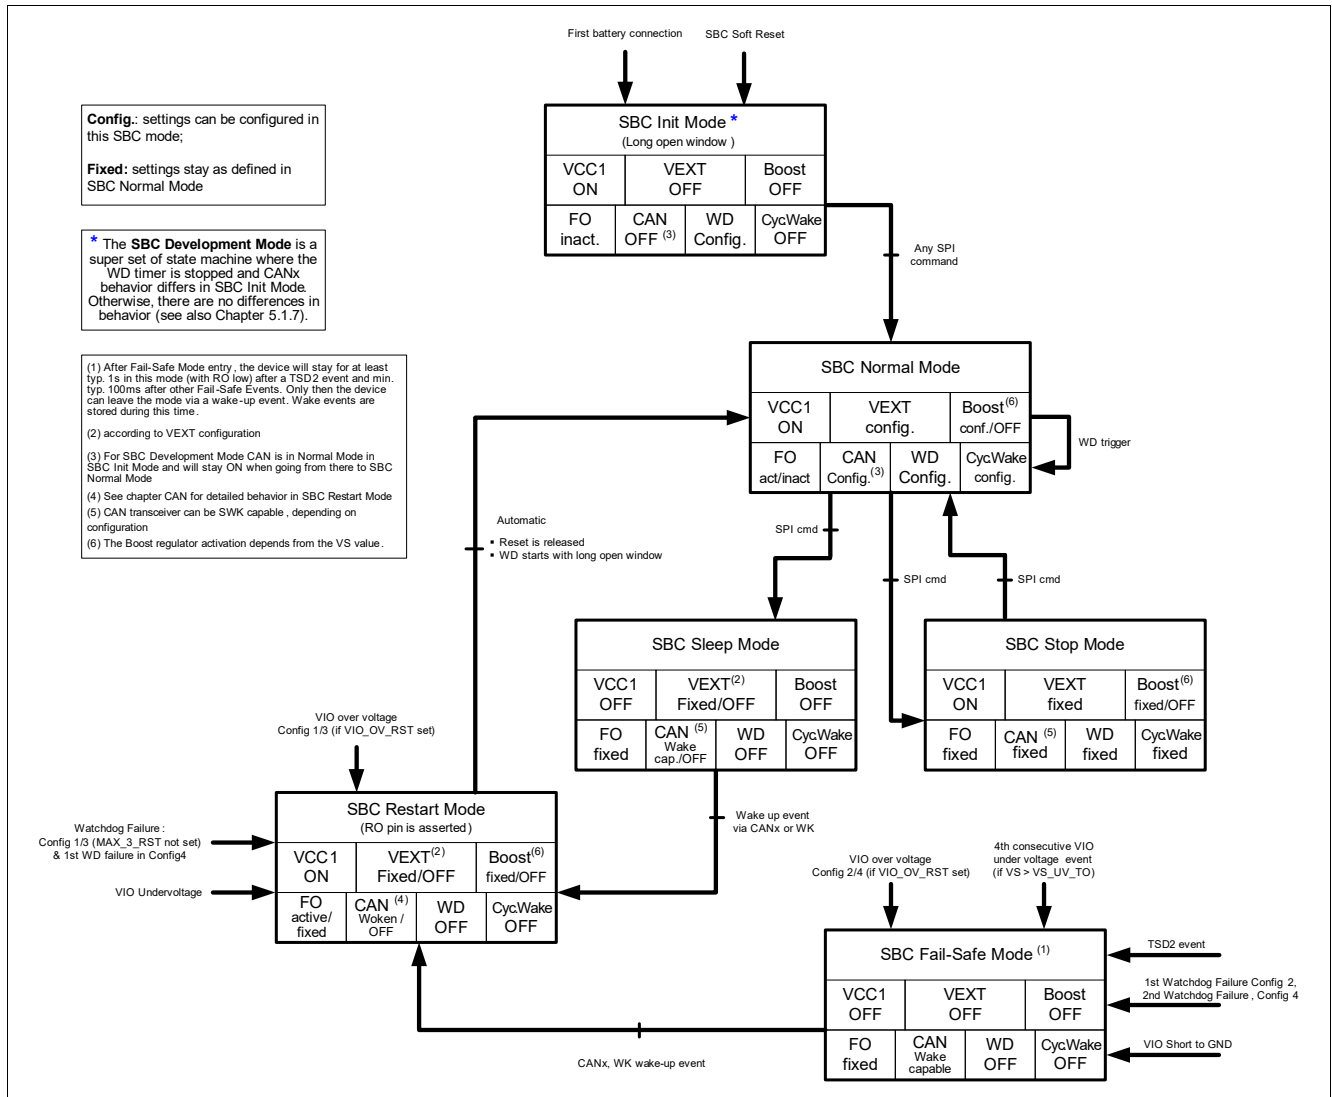 First battery connection
SBC Soft Reset
Config.: settings can be configured in
this SBC mode;
Fixed: settings stay as defined in
SBC Normal Mode
* The SBC Development Mode is a
super set of state machine where the
WD timer is stopped and CANx
behavior differs in SBC Init Mode.
Otherwise, there are no differences in
behavior (see also Chapter 5.1.7).
(1) After Fail-Safe Mode entry, the device will stay for at least
typ. 1s in this mode (with RO low) after a TSD2 event and min.
typ. 100ms after other Fail-Safe Events. Only then the device
can leave the mode via a wake-up event. Wake events are
stored during this time.
(2) according to VEXT configuration
(3) For SBC Development Mode CAN is in Normal Mode in
SBC Init Mode and will stay ON when going from there to SBC
Normal Mode
(4) See chapter CAN for detailed behavior in SBC Restart Mode
(5) CAN transceiver can be SWK capable, depending on
configuration
(6) The Boost regulator activation depends from the VS value.
SBC Init Mode *
(Long open window)
VCC1
ON
VEXT
OFF
Boost
OFF
FO
inact.
CAN
OFF (3)
WD
Config.
Cyc.Wake
OFF
Any SPI
command
SBC Normal Mode
VCC1
ON
VEXT
config.
Boost(6)
conf./OFF
FO
act/inact
CAN
Config.(3)
WD
Config.
Cyc.Wake
config.
WD trigger
Automatic
▪ Reset is released
▪ WD starts with long open window
SPI cmd
SPI cmd
SPI cmd
SBC Sleep Mode
VCC1
OFF
VEXT(2)
Fixed/OFF
Boost
OFF
FO
fixed
CAN (5)
Wake
cap./OFF
WD
OFF
Cyc.Wake
OFF
SBC Stop Mode
VCC1
ON
VEXT
fixed
Boost(6)
fixed/OFF
FO
fixed
CAN (5)
fixed
WD
fixed
Cyc.Wake
fixed
VIO over voltage
Config 1/3 (if VIO_OV_RST set)
Watchdog Failure:
Config 1/3 (MAX_3_RST not set)
& 1st WD failure in Config4
VIO Undervoltage
SBC Restart Mode
(RO pin is asserted)
VCC1
ON
VEXT(2)
Fixed/OFF
Boost(6)
fixed/OFF
FO
active/
fixed
CAN (4)
Woken /
OFF
WD
OFF
Cyc.Wake
OFF
Wake up event
via CANx or WK
VIO over voltage
Config 2/4 (if VIO_OV_RST set)
4th consecutive VIO
under voltage event
(if VS > VS_UV_TO)
SBC Fail-Safe Mode (1)
VCC1
OFF
VEXT
OFF
Boost
OFF
FO
fixed
CAN
Wake
capable
WD
OFF
Cyc.Wake
OFF
TSD2 event
1st Watchdog Failure Config 2,
2nd Watchdog Failure, Config 4
VIO Short to GND
CANx, WK wake-up event